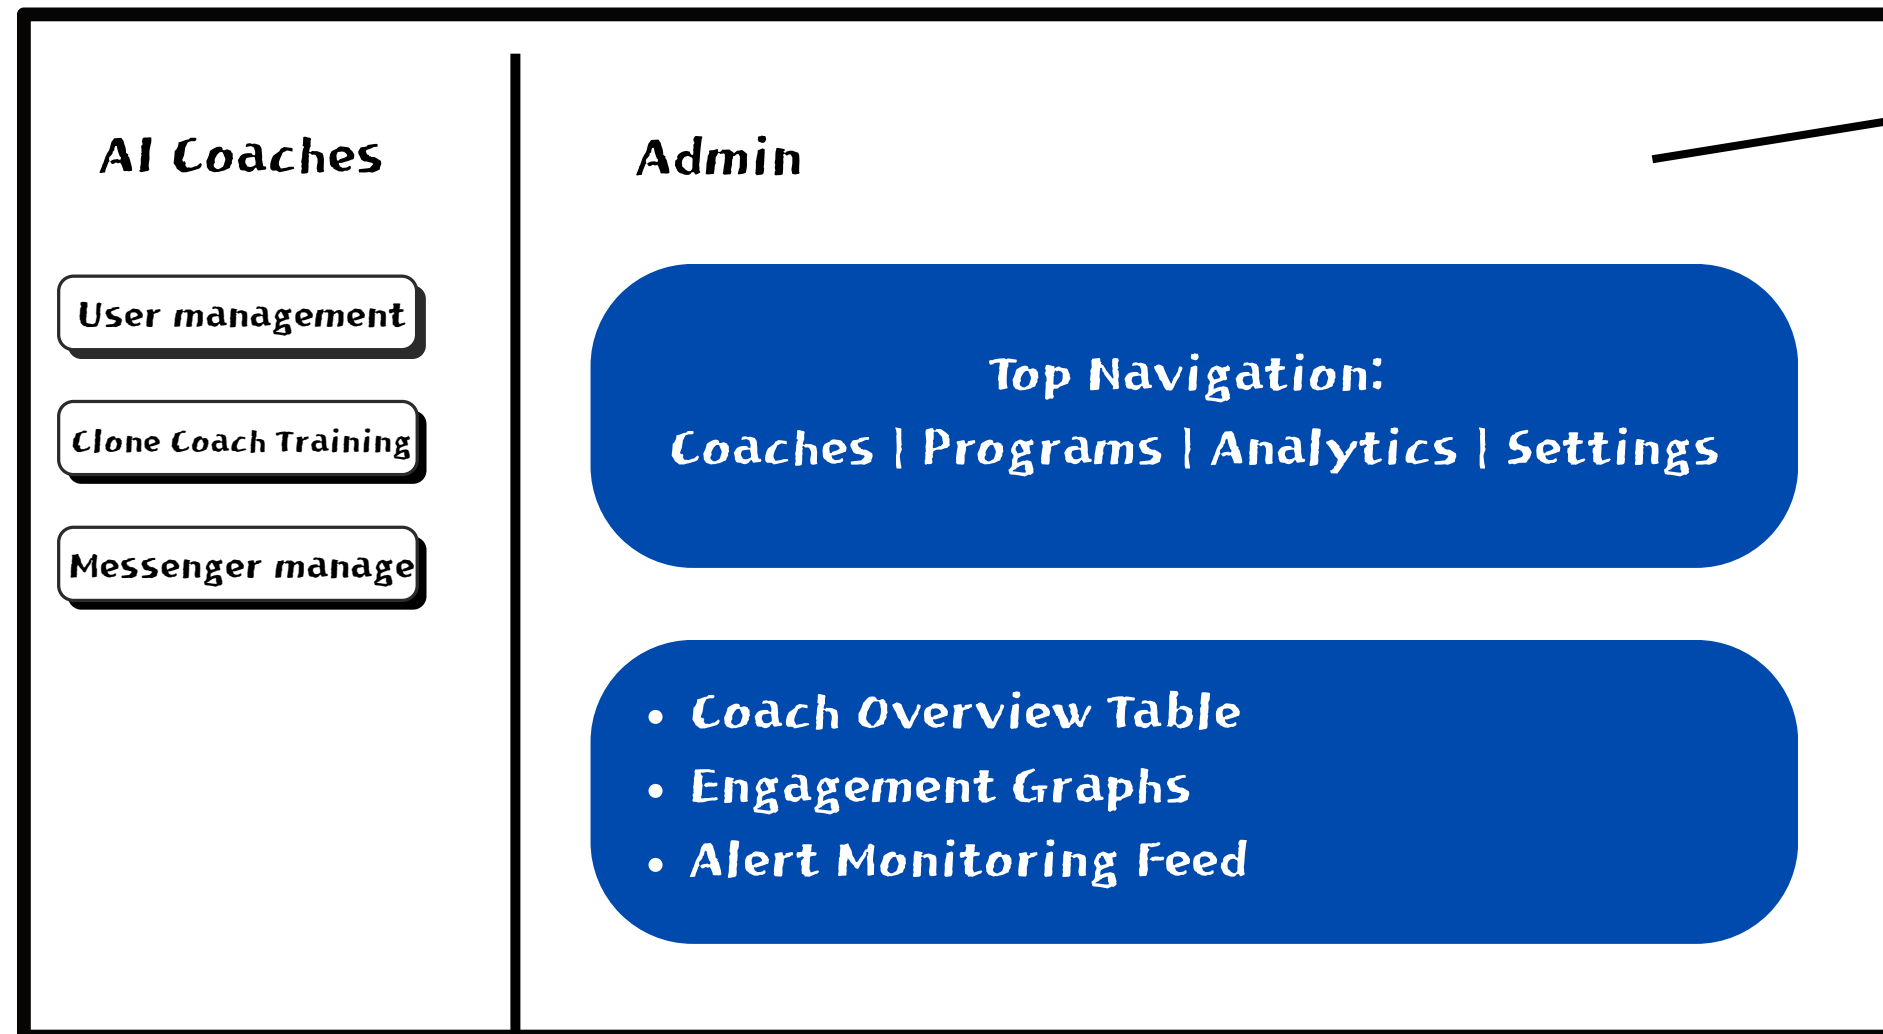 AI Coaches
User management
Clone Coach Training
Messenger manage
Admin
Top Navigation:
Coaches | Programs | Analytics | Settings
• Coach Overview Table
• Engagement Graphs
• Alert Monitoring Feed